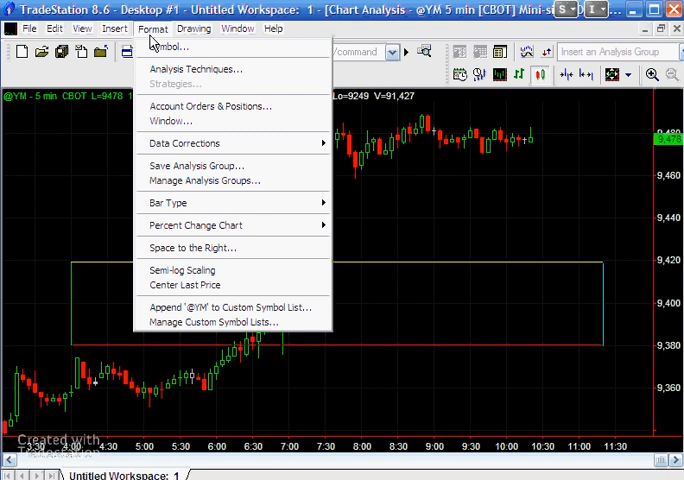 TradeStation 8.6 - Desktop #1 - Untitled Workspace: 1 - [Chart Analysis - @YM 5 min [CBOT] Mini-si
S
I
File Edit View Insert Format Drawing Window Help
/command
Insert an Analysis Group
Symbol...
Analysis Techniques...
Strategies...
Account Orders & Positions...
Window...
Data Corrections
Save Analysis Group...
Manage Analysis Groups...
Bar Type
Percent Change Chart
Space to the Right...
Semi-log Scaling
Center Last Price
Append '@YM' to Custom Symbol List...
Manage Custom Symbol Lists...
@YM - 5 min CBOT L=9478
Lo=9249 V=91,427
9,480
9,478
9,460
9,440
9,420
9,400
9,380
9,360
Created with
Tradestation
3:00 3:30 4:00 4:30 5:00 5:30 6:00 6:30 7:00 7:30 8:00 8:30 9:00 9:30 10:00 10:30 11:00 11:30
Untitled Workspace: 1